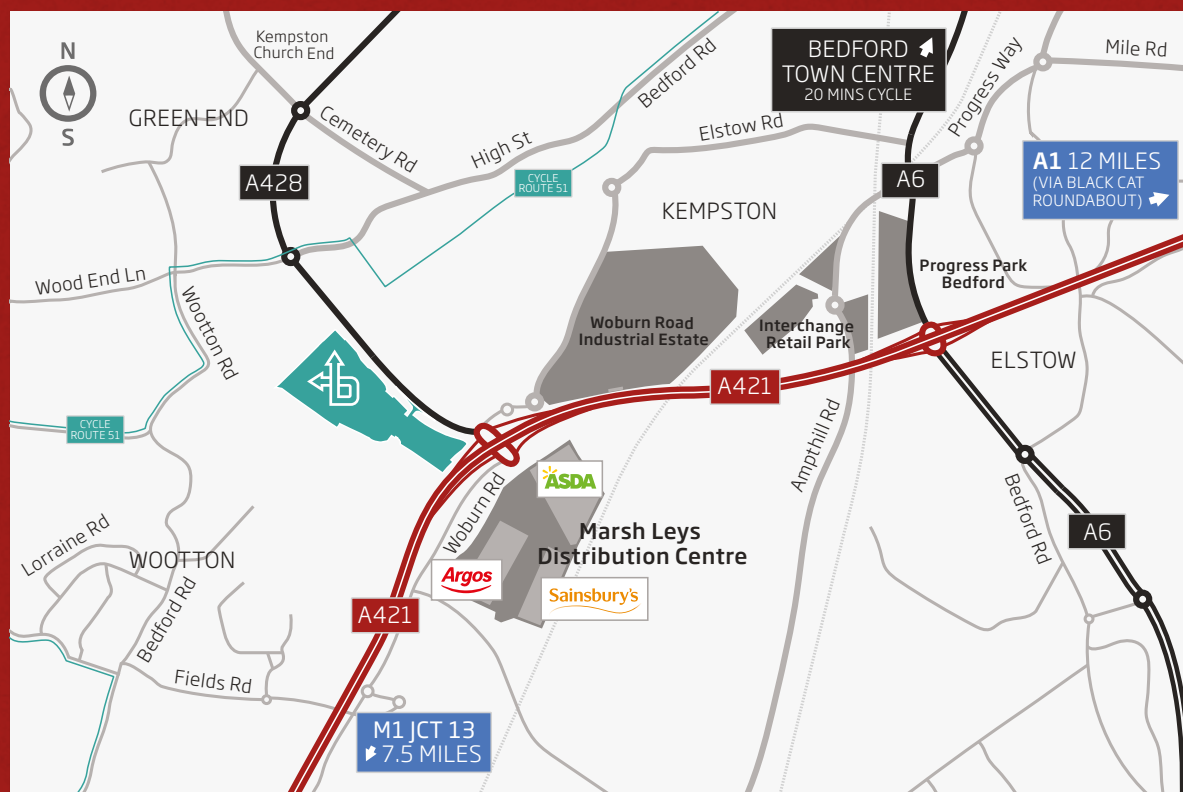 N
S
Kempston
Church End
GREEN END
Cemetery Rd
A428
High St
Bedford Rd
CYCLE
ROUTE 51
BEDFORD
TOWN CENTRE
20 MINS CYCLE
Progress Way
Mile Rd
Elstow Rd
A6
A1 12 MILES
(VIA BLACK CAT
ROUNDABOUT)
KEMPSTON
Wood End Ln
Wootton Rd
Progress Park
Bedford
Woburn Road
Industrial Estate
Interchange
Retail Park
ELSTOW
A421
CYCLE
ROUTE 51
Ampthill Rd
Woburn Rd
ASDA
Marsh Leys
Distribution Centre
Bedford Rd
A6
Lorraine Rd
WOOTTON
Argos
Sainsbury's
A421
Bedford Rd
Fields Rd
M1 JCT 13
7.5 MILES